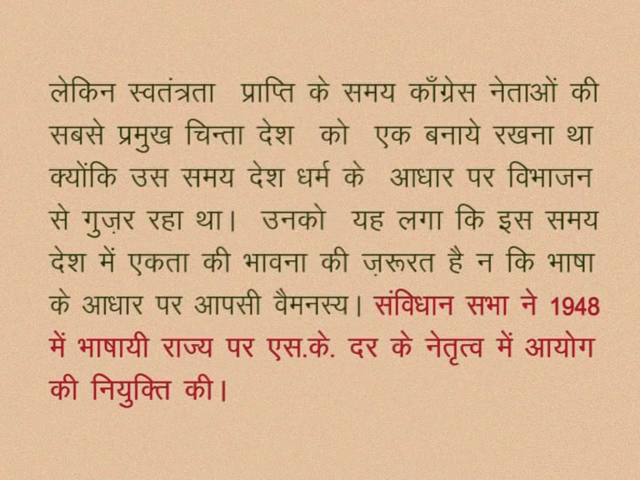 लेकिन स्वतंत्रता प्राप्ति के समय काँग्रेस नेताओं की
सबसे प्रमुख चिन्ता देश को एक बनाये रखना था
क्योंकि उस समय देश धर्म के आधार पर विभाजन
से गुज़र रहा था। उनको यह लगा कि इस समय
देश में एकता की भावना की ज़रूरत है न कि भाषा
के आधार पर आपसी वैमनस्य। संविधान सभा ने 1948
में भाषायी राज्य पर एस.के. दर के नेतृत्व में आयोग
की नियुक्ति की।